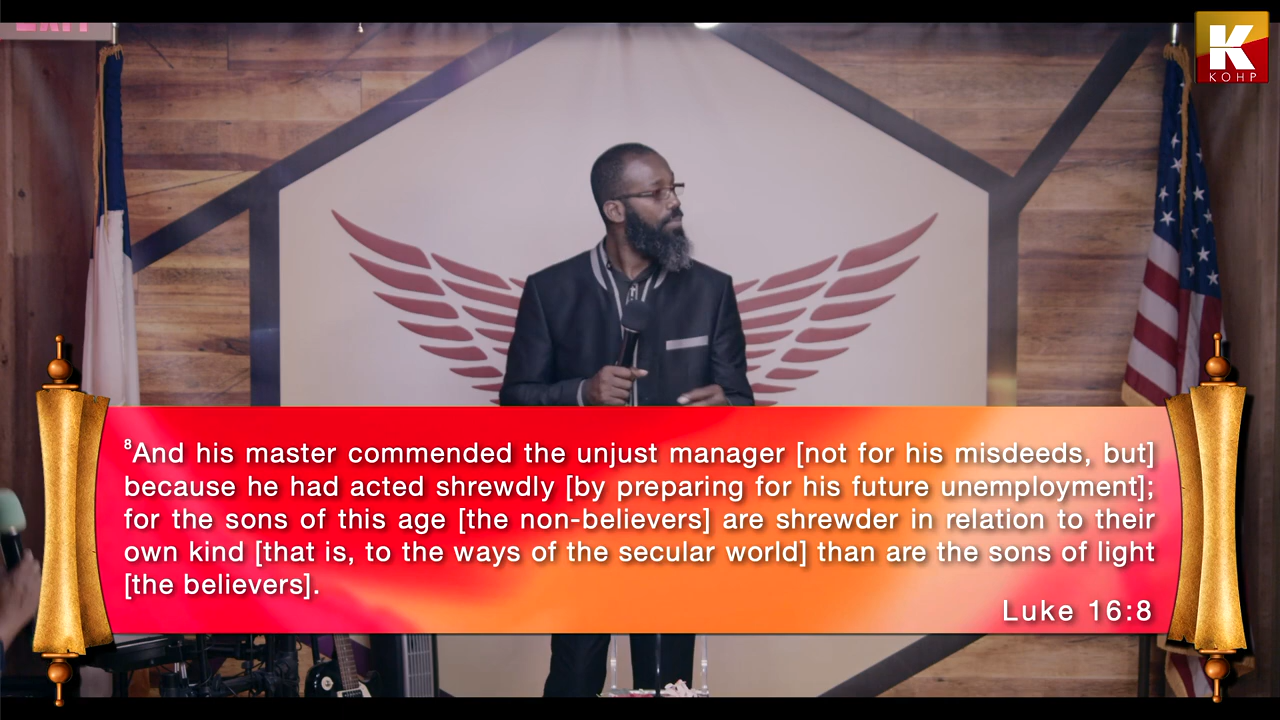 EXIT
K
KOHP
⁸And his master commended the unjust manager [not for his misdeeds, but]
because he had acted shrewdly [by preparing for his future unemployment];
for the sons of this age [the non-believers] are shrewder in relation to their
own kind [that is, to the ways of the secular world] than are the sons of light
[the believers].
Luke 16:8